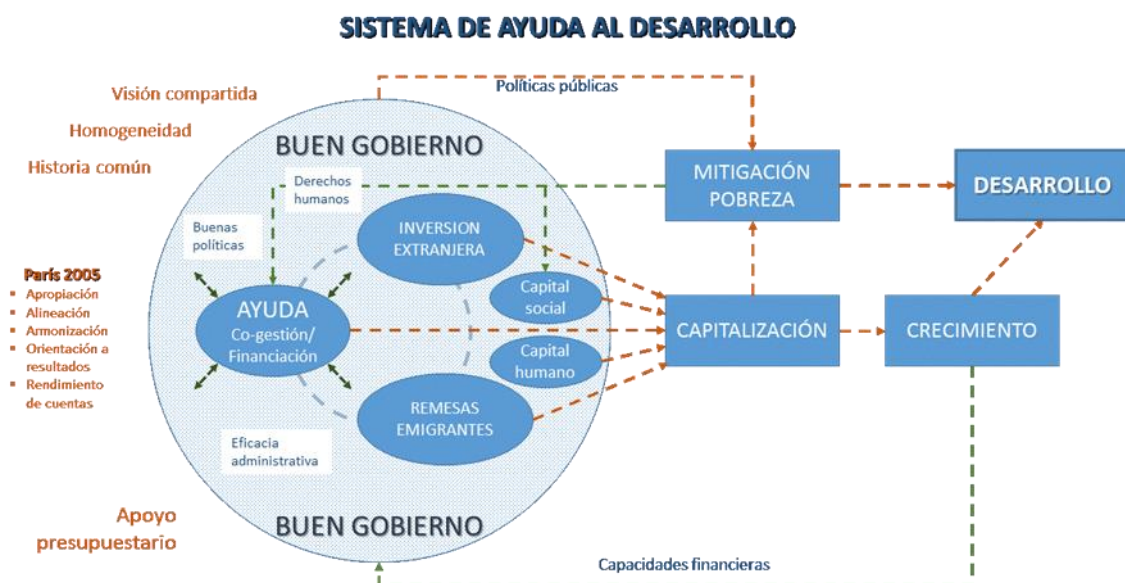 SISTEMA DE AYUDA AL DESARROLLO
Visión compartida
Homogeneidad
Historia común
Políticas públicas
BUEN GOBIERNO
Derechos
humanos
Buenas
políticas
INVERSION
EXTRANJERA
MITIGACIÓN
POBREZA
DESARROLLO
París 2005
▪ Apropiación
▪ Alineación
▪ Armonización
▪ Orientación a
resultados
▪ Rendimiento
de cuentas
AYUDA
Co-gestión/
Financiación
Capital
social
Capital
humano
CAPITALIZACIÓN
CRECIMIENTO
REMESAS
EMIGRANTES
Eficacia
administrativa
Apoyo
presupuestario
BUEN GOBIERNO
Capacidades financieras